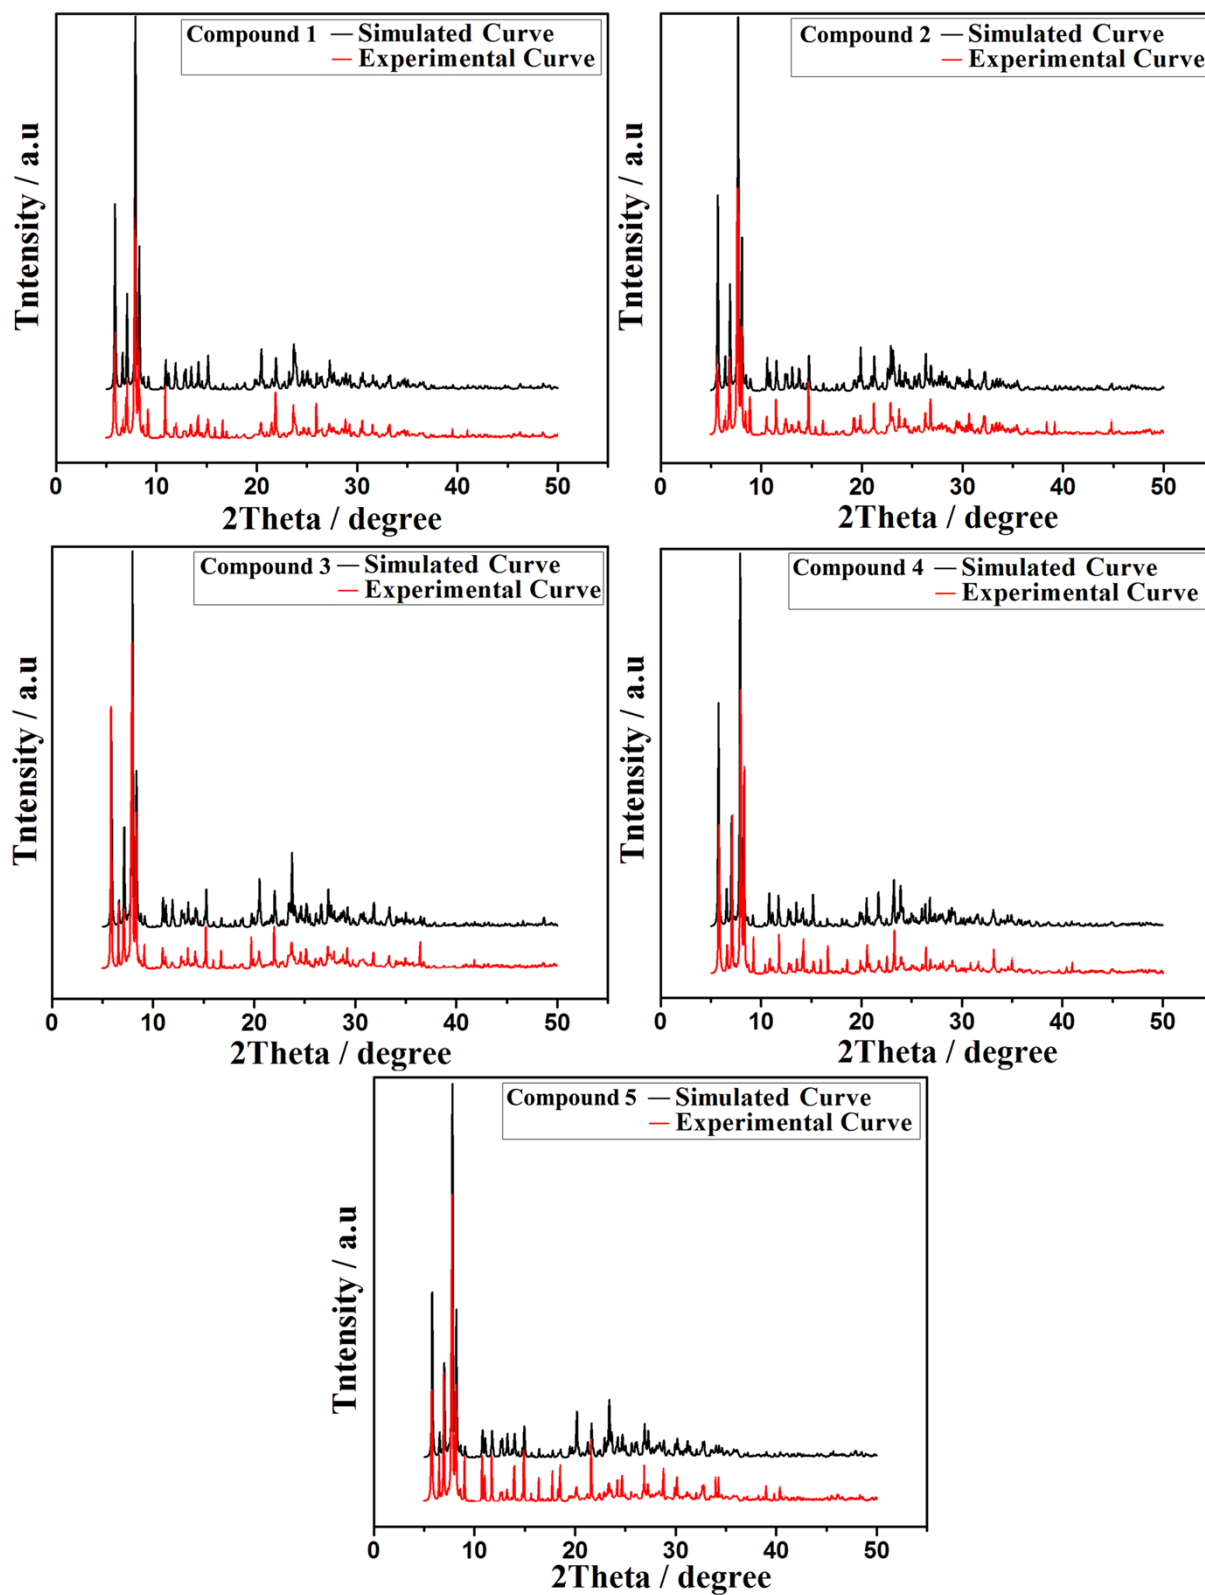 Compound 1 — Simulated Curve
— Experimental Curve
Tntensity / a.u
0 10 20 30 40 50
2Theta / degree
Compound 2 — Simulated Curve
— Experimental Curve
Tntensity / a.u
0 10 20 30 40 50
2Theta / degree
Compound 3 — Simulated Curve
— Experimental Curve
Tntensity / a.u
0 10 20 30 40 50
2Theta / degree
Compound 4 — Simulated Curve
— Experimental Curve
Tntensity / a.u
0 10 20 30 40 50
2Theta / degree
Compound 5 — Simulated Curve
— Experimental Curve
Tntensity / a.u
0 10 20 30 40 50
2Theta / degree